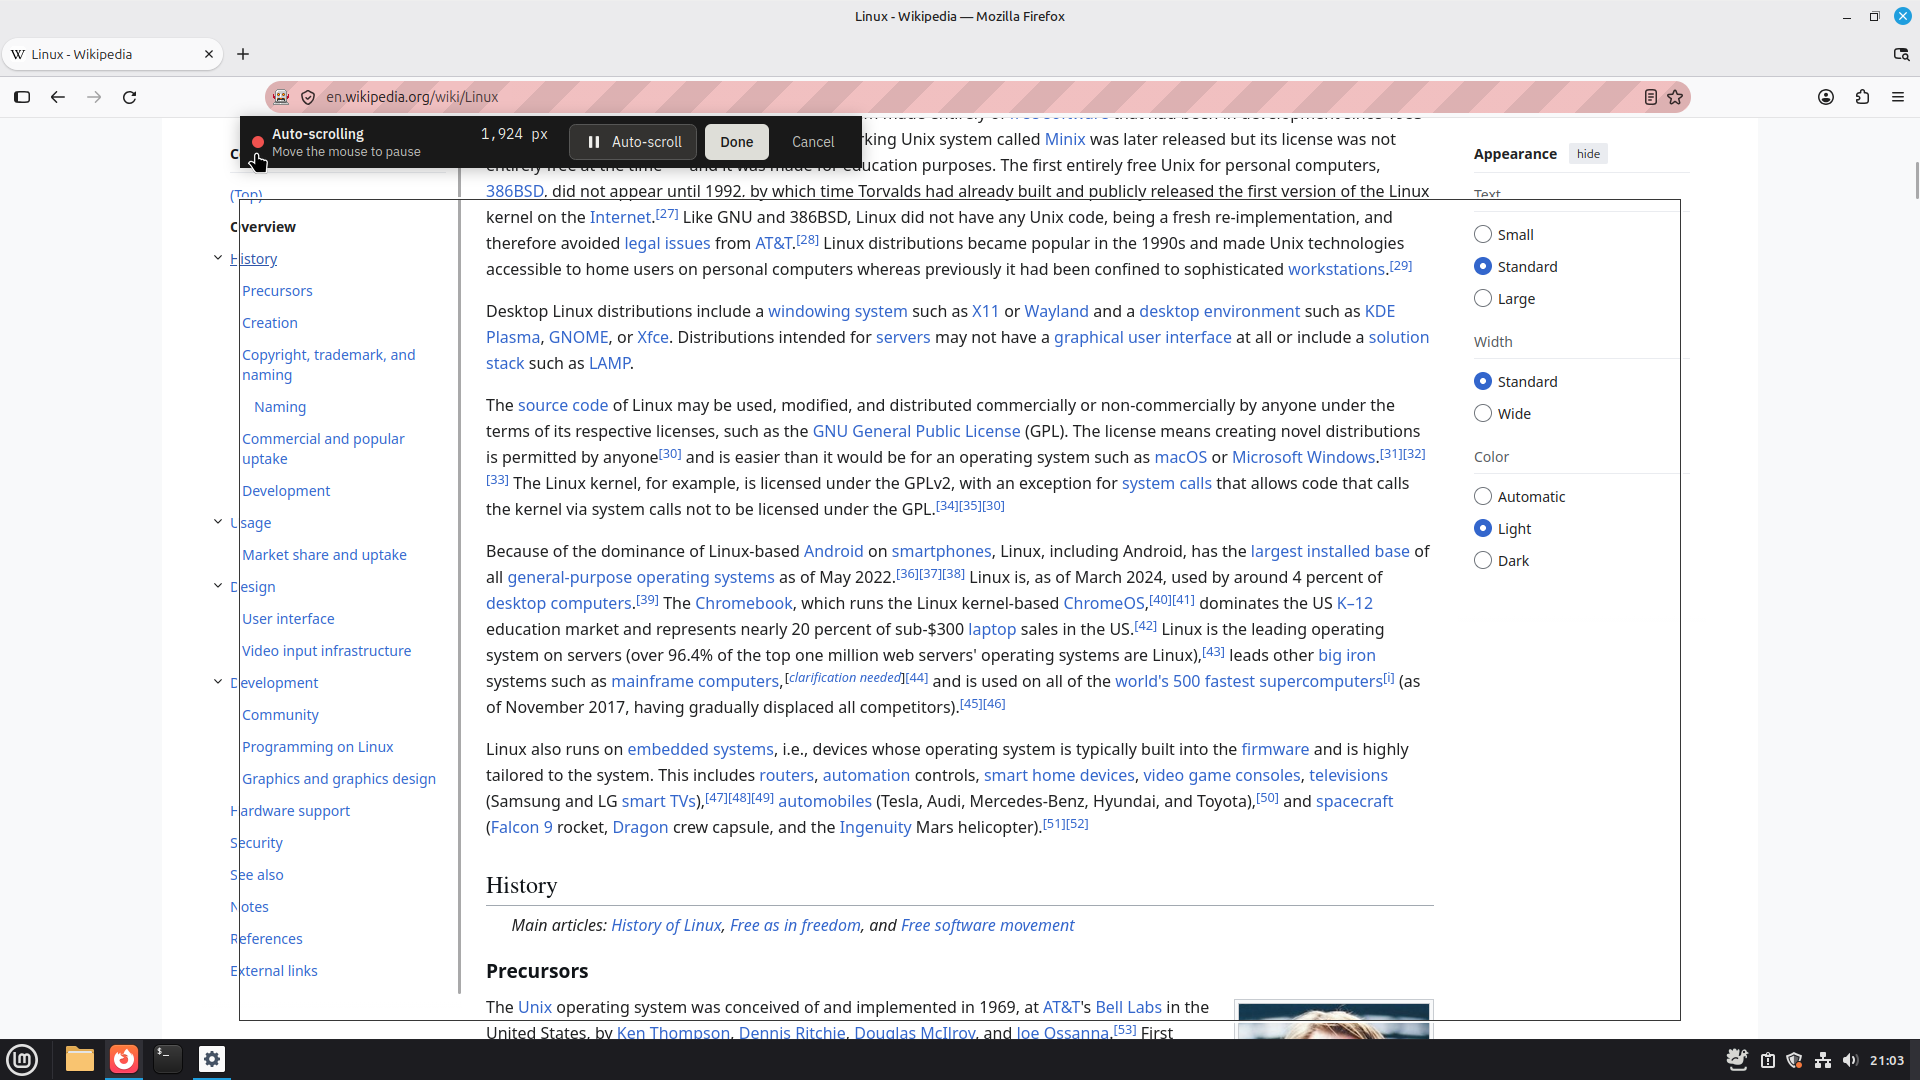 Linux - Wikipedia — Mozilla Firefox
Linux - Wikipedia
en.wikipedia.org/wiki/Linux
Auto-scrolling
Move the mouse to pause
1,924 px
Auto-scroll
Done
Cancel
(Top)
Overview
History
Precursors
Creation
Copyright, trademark, and
naming
Naming
Commercial and popular
uptake
Development
Usage
Market share and uptake
Design
User interface
Video input infrastructure
Development
Community
Programming on Linux
Graphics and graphics design
Hardware support
Security
See also
Notes
References
External links
rking Unix system called Minix was later released but its license was not
entirely free at the time — and it was made for education purposes. The first entirely free Unix for personal computers,
386BSD, did not appear until 1992, by which time Torvalds had already built and publicly released the first version of the Linux
kernel on the Internet.[27] Like GNU and 386BSD, Linux did not have any Unix code, being a fresh re-implementation, and
therefore avoided legal issues from AT&T.[28] Linux distributions became popular in the 1990s and made Unix technologies
accessible to home users on personal computers whereas previously it had been confined to sophisticated workstations.[29]
Desktop Linux distributions include a windowing system such as X11 or Wayland and a desktop environment such as KDE
Plasma, GNOME, or Xfce. Distributions intended for servers may not have a graphical user interface at all or include a solution
stack such as LAMP.
The source code of Linux may be used, modified, and distributed commercially or non-commercially by anyone under the
terms of its respective licenses, such as the GNU General Public License (GPL). The license means creating novel distributions
is permitted by anyone[30] and is easier than it would be for an operating system such as macOS or Microsoft Windows.[31][32]
[33] The Linux kernel, for example, is licensed under the GPLv2, with an exception for system calls that allows code that calls
the kernel via system calls not to be licensed under the GPL.[34][35][30]
Because of the dominance of Linux-based Android on smartphones, Linux, including Android, has the largest installed base of
all general-purpose operating systems as of May 2022.[36][37][38] Linux is, as of March 2024, used by around 4 percent of
desktop computers.[39] The Chromebook, which runs the Linux kernel-based ChromeOS,[40][41] dominates the US K–12
education market and represents nearly 20 percent of sub-$300 laptop sales in the US.[42] Linux is the leading operating
system on servers (over 96.4% of the top one million web servers' operating systems are Linux),[43] leads other big iron
systems such as mainframe computers,[clarification needed][44] and is used on all of the world's 500 fastest supercomputers[i] (as
of November 2017, having gradually displaced all competitors).[45][46]
Linux also runs on embedded systems, i.e., devices whose operating system is typically built into the firmware and is highly
tailored to the system. This includes routers, automation controls, smart home devices, video game consoles, televisions
(Samsung and LG smart TVs),[47][48][49] automobiles (Tesla, Audi, Mercedes-Benz, Hyundai, and Toyota),[50] and spacecraft
(Falcon 9 rocket, Dragon crew capsule, and the Ingenuity Mars helicopter).[51][52]
History
Main articles: History of Linux, Free as in freedom, and Free software movement
Precursors
The Unix operating system was conceived of and implemented in 1969, at AT&T's Bell Labs in the
United States, by Ken Thompson, Dennis Ritchie, Douglas McIlroy, and Joe Ossanna.[53] First
Appearance
hide
Text
Small
Standard
Large
Width
Standard
Wide
Color
Automatic
Light
Dark
21:03